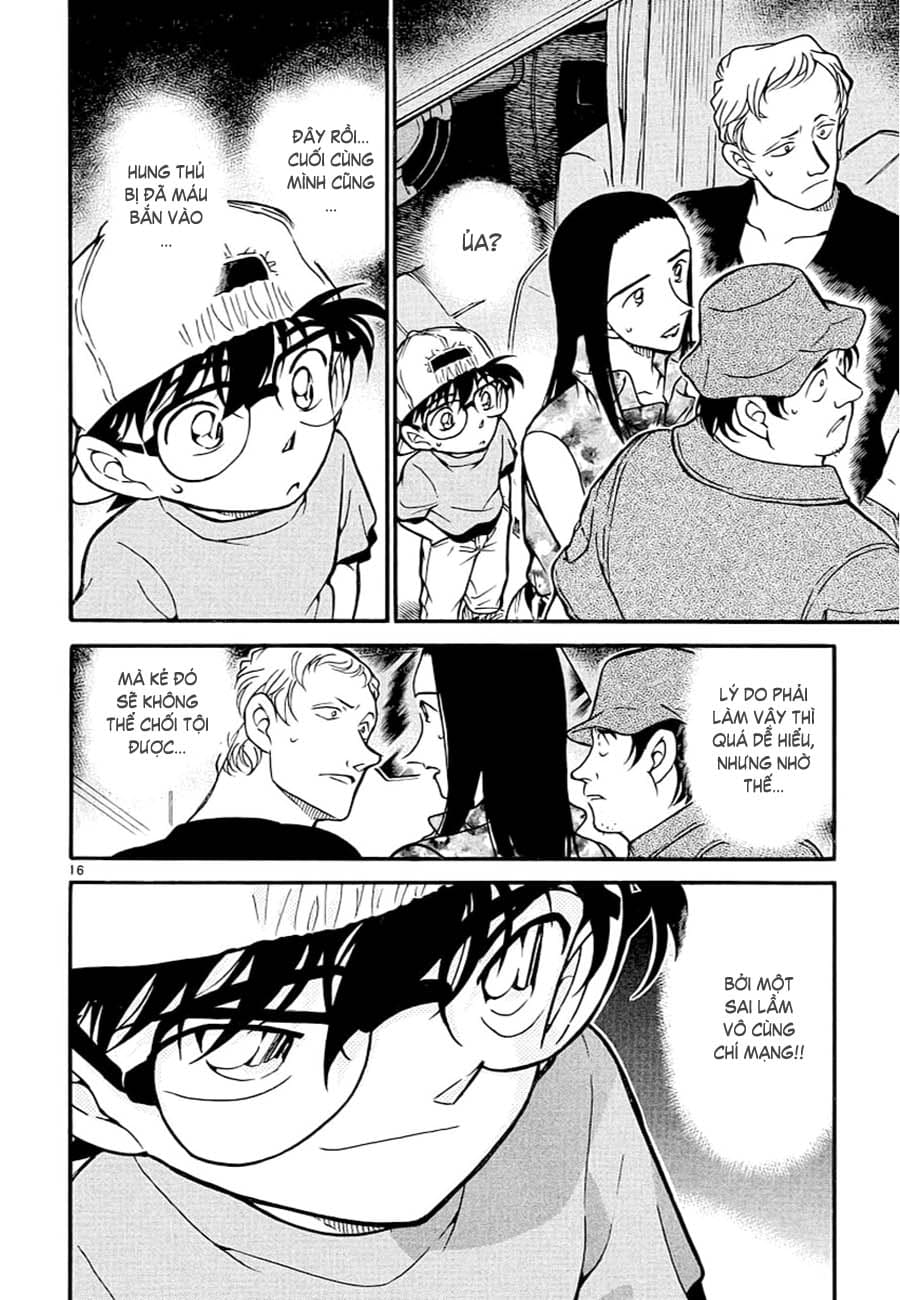 ỦA?
ĐÂY RỒI...
CUỐI CÙNG
MÌNH CŨNG
...
HUNG THỦ
BỊ ĐÃ MÁU
BẮN VÀO
...
LÝ DO PHẢI
LÀM VẬY THÌ
QUÁ DỄ HIỂU,
NHƯNG NHỜ
THẾ...
MÀ KẺ ĐÓ
SẼ KHÔNG
THỂ CHỐI TỘI
ĐƯỢC...
16
BỞI MỘT
SAI LẦM
VÔ CÙNG
CHÍ MẠNG!!